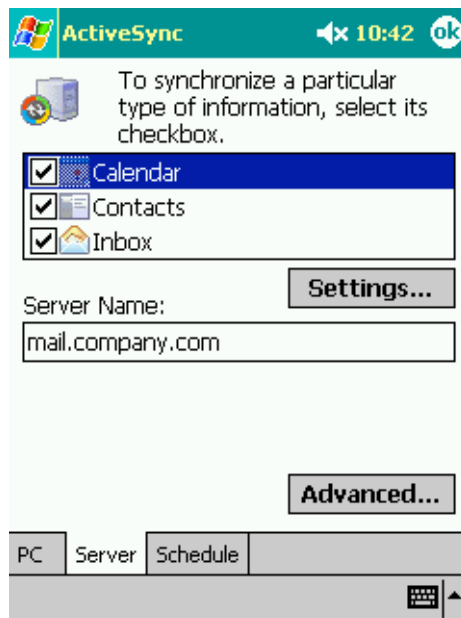 ActiveSync 10:42 ok
To synchronize a particular
type of information, select its
checkbox.
Calendar
Contacts
Inbox
Settings...
Server Name:
mail.company.com
Advanced...
PC Server Schedule